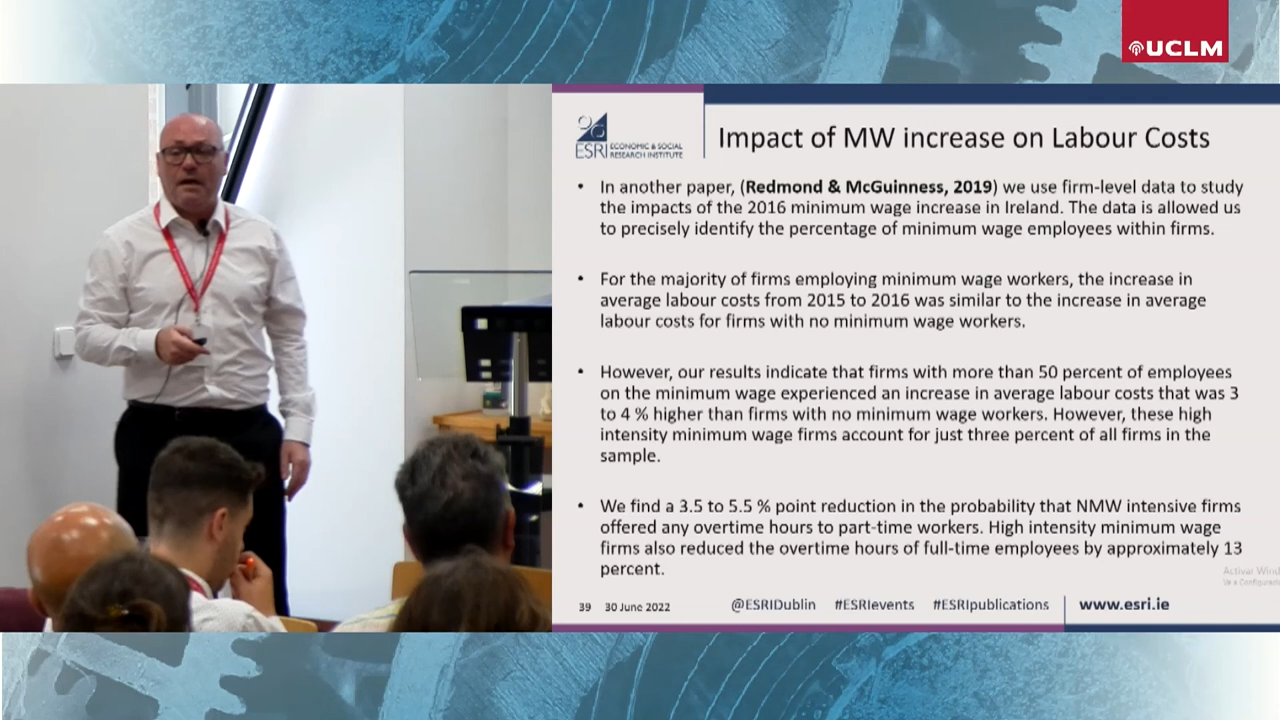 UCLM
ESRI ECONOMIC & SOCIAL
RESEARCH INSTITUTE
Impact of MW increase on Labour Costs
• In another paper, (Redmond & McGuinness, 2019) we use firm-level data to study
the impacts of the 2016 minimum wage increase in Ireland. The data is allowed us
to precisely identify the percentage of minimum wage employees within firms.
• For the majority of firms employing minimum wage workers, the increase in
average labour costs from 2015 to 2016 was similar to the increase in average
labour costs for firms with no minimum wage workers.
• However, our results indicate that firms with more than 50 percent of employees
on the minimum wage experienced an increase in average labour costs that was 3
to 4 % higher than firms with no minimum wage workers. However, these high
intensity minimum wage firms account for just three percent of all firms in the
sample.
• We find a 3.5 to 5.5 % point reduction in the probability that NMW intensive firms
offered any overtime hours to part-time workers. High intensity minimum wage
firms also reduced the overtime hours of full-time employees by approximately 13
percent.
Activar Wind
39 30 June 2022 @ESRIDublin #ESRIevents #ESRIpublications www.esri.ie